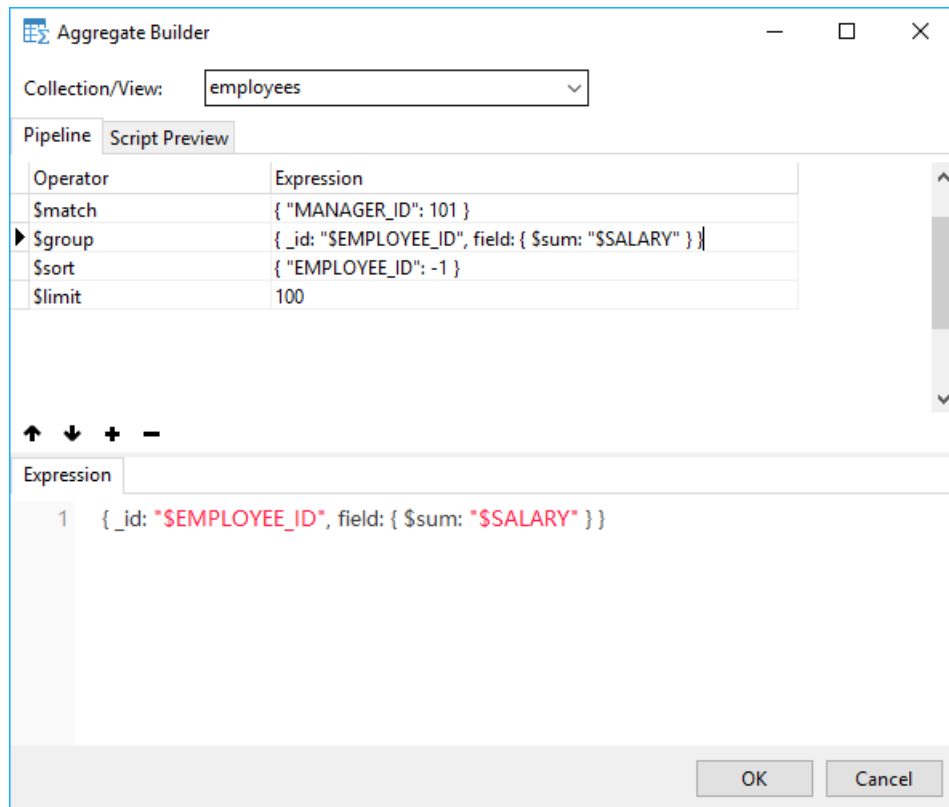 Aggregate Builder
Collection/View: employees
Pipeline Script Preview
Operator Expression
$match { "MANAGER_ID": 101 }
$group { _id: "$EMPLOYEE_ID", field: { $sum: "$SALARY" } }
$sort { "EMPLOYEE_ID": -1 }
$limit 100
Expression
1 { _id: "$EMPLOYEE_ID", field: { $sum: "$SALARY" } }
OK Cancel